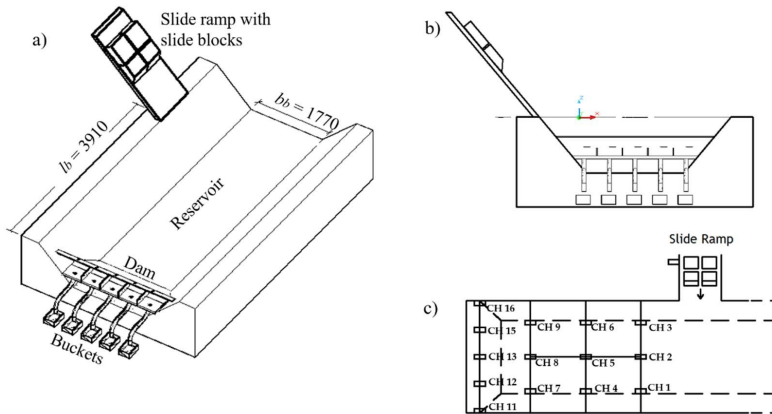 a)
Slide ramp with
slide blocks
lb = 3910
bb = 1770
Reservoir
Dam
Buckets
b)
Z
X
c)
Slide Ramp
CH 16
CH 15
CH 13
CH 12
CH 11
CH 9
CH 8
CH 7
CH 6
CH 5
CH 4
CH 3
CH 2
CH 1